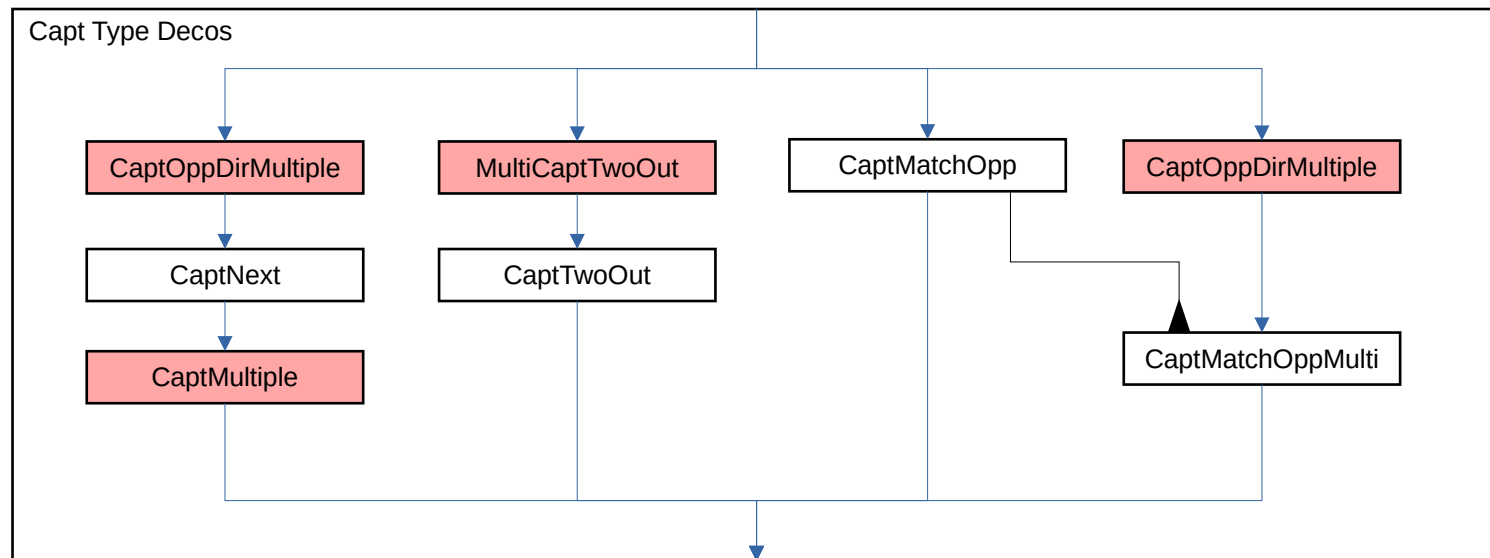 Capt Type Decos
CaptOppDirMultiple
MultiCaptTwoOut
CaptMatchOpp
CaptOppDirMultiple
CaptNext
CaptTwoOut
CaptMatchOppMulti
CaptMultiple